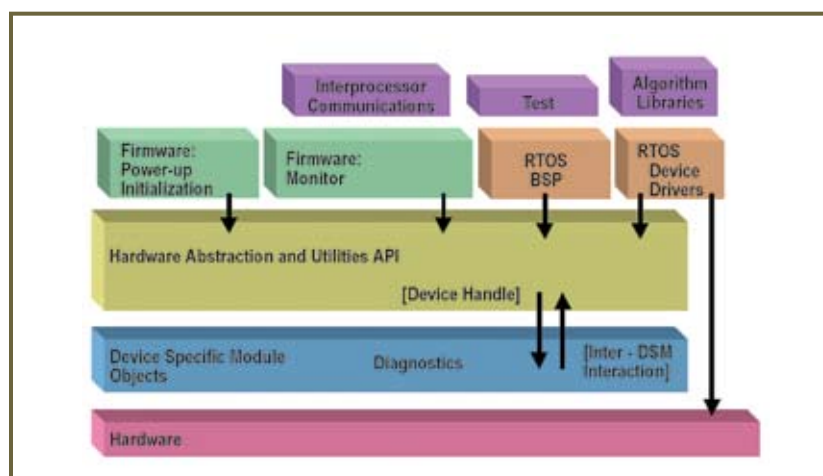 Interprocessor
Communications
Test
Algorithm
Libraries
Firmware:
Power-up
Initialization
Firmware:
Monitor
RTOS
BSP
RTOS
Device
Drivers
Hardware Abstraction and Utilities API
[Device Handle]
Device Specific Module
Objects
Diagnostics
[Inter - DSM
Interaction]
Hardware